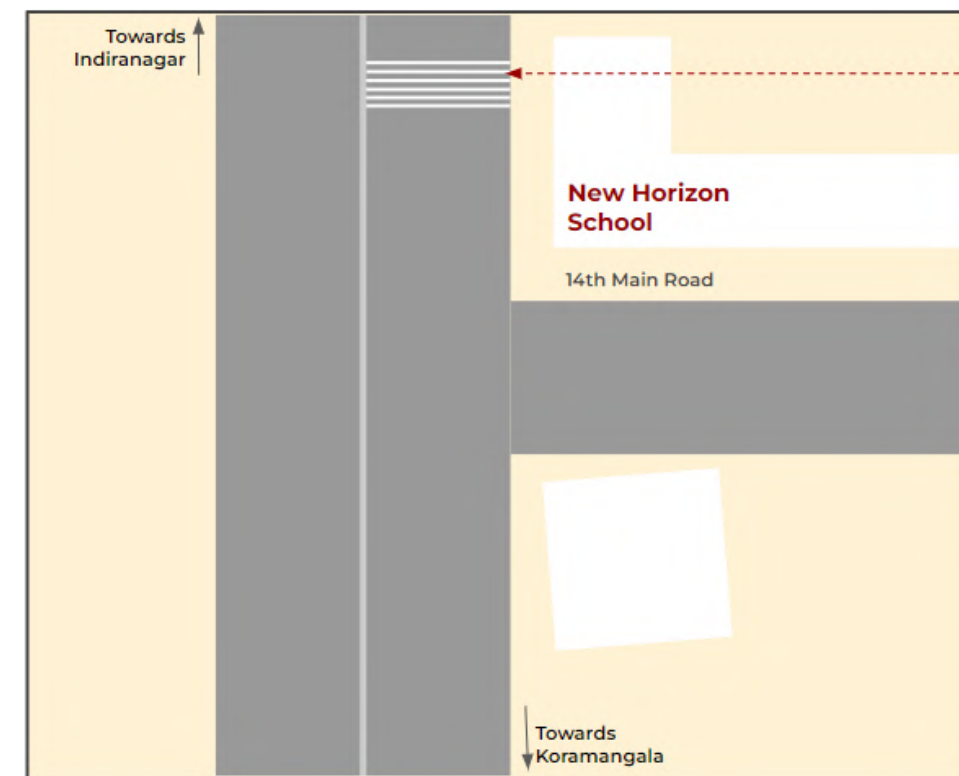 Towards
Indiranagar
New Horizon
School
14th Main Road
Towards
Koramangala